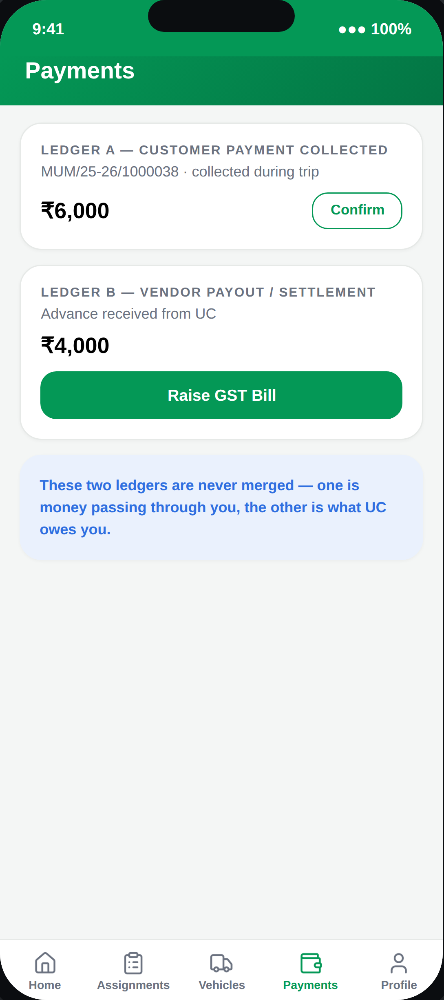 9:41
●●● 100%
Payments
LEDGER A — CUSTOMER PAYMENT COLLECTED
MUM/25-26/1000038 · collected during trip
₹6,000
Confirm
LEDGER B — VENDOR PAYOUT / SETTLEMENT
Advance received from UC
₹4,000
Raise GST Bill
These two ledgers are never merged — one is
money passing through you, the other is what UC
owes you.
Home
Assignments
Vehicles
Payments
Profile